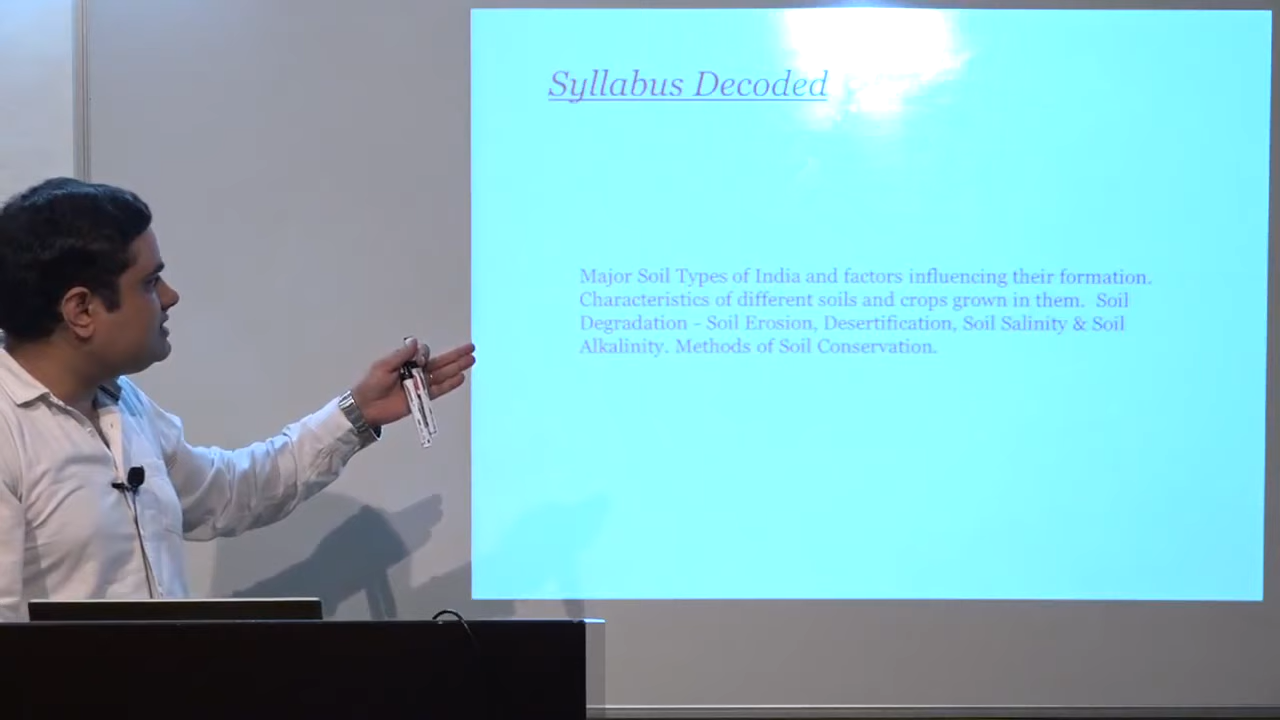 Syllabus Decoded
Major Soil Types of India and factors influencing their formation.
Characteristics of different soils and crops grown in them.  Soil
Degradation - Soil Erosion, Desertification, Soil Salinity & Soil
Alkalinity. Methods of Soil Conservation.